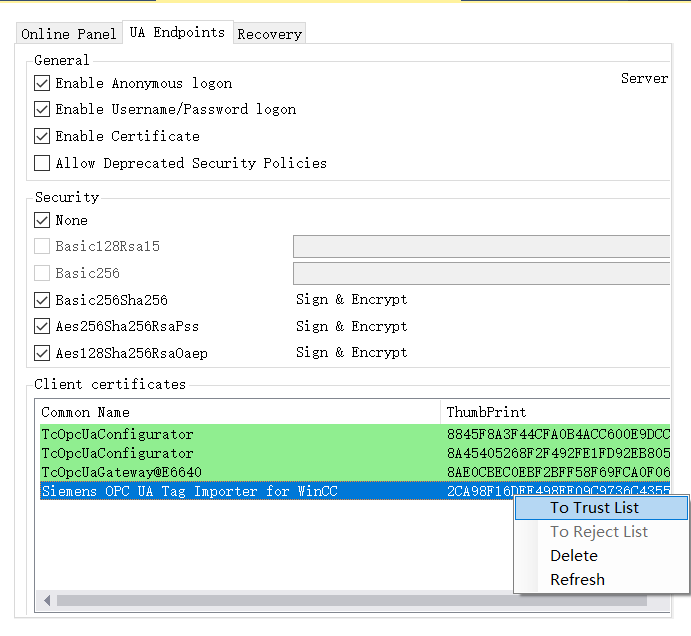 Online Panel UA Endpoints Recovery
General
Enable Anonymous logon Server
Enable Username/Password logon
Enable Certificate
Allow Deprecated Security Policies
Security
None
Basic128Rsa15
Basic256
Basic256Sha256 Sign & Encrypt
Aes256Sha256RsaPss Sign & Encrypt
Aes128Sha256RsaOaep Sign & Encrypt
Client certificates
Common Name ThumbPrint
TcOpcUaConfigurator 8845F8A3F44CFA0B4ACC600E9DCC
TcOpcUaConfigurator 8A45405268F2F492FE1FD92EB805
TcOpcUaGateway@E6640 8AE0CBEC0EBF2BFF58F69FCA0F06
Siemens OPC UA Tag Importer for WinCC
To Trust List
To Reject List
Delete
Refresh